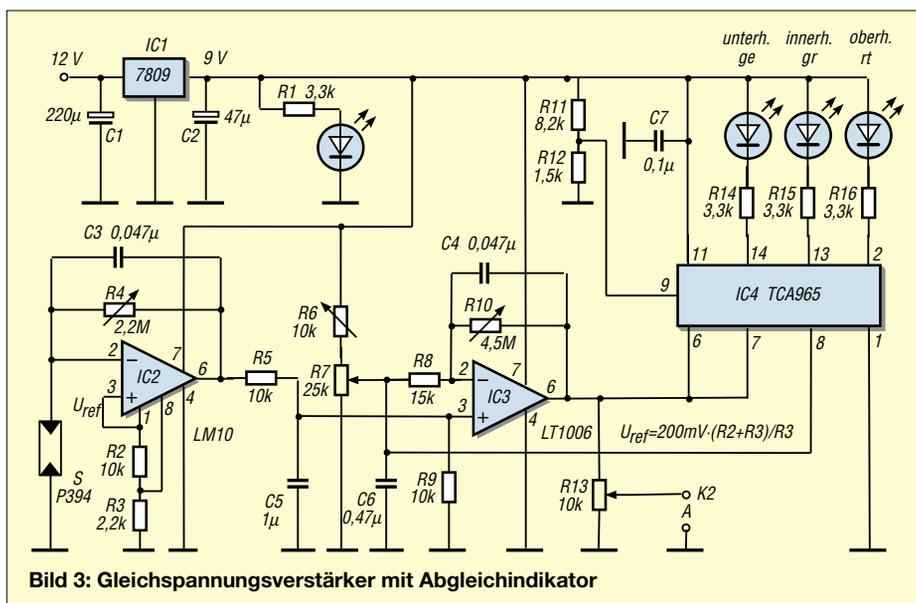 12 V
IC1
7809
9 V
220µ
C1
C2
47µ
R1 3,3k
R11
8,2k
R12
1,5k
C7
0,1µ
unterh.
ge
innerh.
gr
oberh.
rt
R14
3,3k
R15
3,3k
R16
3,3k
C3 0,047µ
R4
2,2M
2
3
Uref
IC2
7
6
4
1
8
LM10
R2
10k
R3
2,2k
S
P394
R5
10k
C5
1µ
R6
10k
R7
25k
C6
0,47µ
R8
15k
C4 0,047µ
R10
4,5M
2
3
IC3
7
6
4
LT1006
R9
10k
11
14
13
2
9
IC4 TCA965
6
7
8
1
Uref=200mV·(R2+R3)/R3
R13
10k
K2
A
Bild 3: Gleichspannungsverstärker mit Abgleichindikator